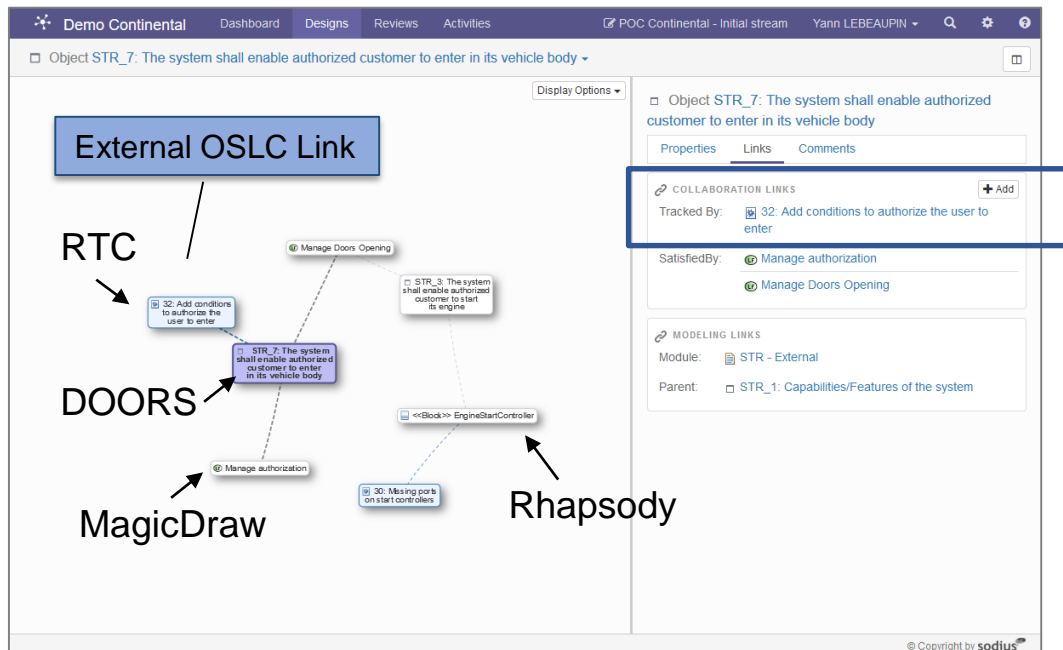 Demo Continental Dashboard Designs Reviews Activities POC Continental - Initial stream Yann LEBEAUPIN
Object STR_7: The system shall enable authorized customer to enter in its vehicle body
Display Options
External OSLC Link
RTC
DOORS
MagicDraw
Rhapsody
Manage Doors Opening
STR_3: The system
shall enable authorized
customer to start
its engine
32: Add conditions
to authorize the
user to enter
STR_7: The system
shall enable authorized
customer to enter
in its vehicle body
<<Block>> EngineStartController
Manage authorization
30: Missing ports
on start controllers
Object STR_7: The system shall enable authorized
customer to enter in its vehicle body
Properties Links Comments
COLLABORATION LINKS
Add
Tracked By: 32: Add conditions to authorize the user to
enter
SatisfiedBy: Manage authorization
Manage Doors Opening
MODELING LINKS
Module: STR - External
Parent: STR_1: Capabilities/Features of the system
© Copyright by sodius